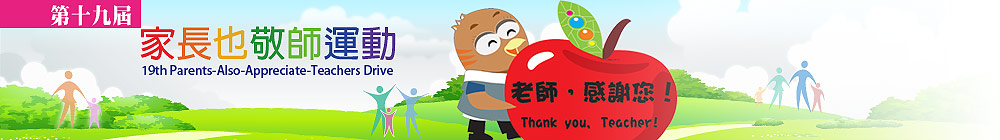 第十九屆
家長也敬師運動
19th Parents-Also-Appreciate-Teachers Drive
老師，感謝您！
Thank you, Teacher!